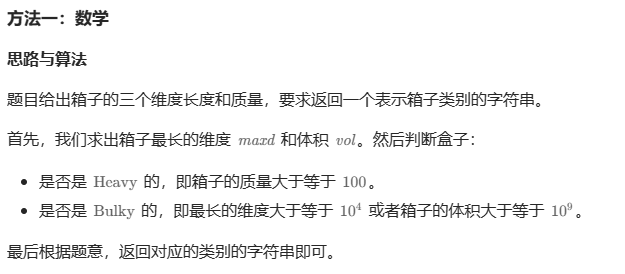 方法一：数学
思路与算法
题目给出箱子的三个维度长度和质量，要求返回一个表示箱子类别的字符串。
首先，我们求出箱子最长的维度 maxd 和体积 vol。然后判断盒子：
• 是否是 Heavy 的，即箱子的质量大于等于 100。
• 是否是 Bulky 的，即最长的维度大于等于 10⁴ 或者箱子的体积大于等于 10⁹。
最后根据题意，返回对应的类别的字符串即可。